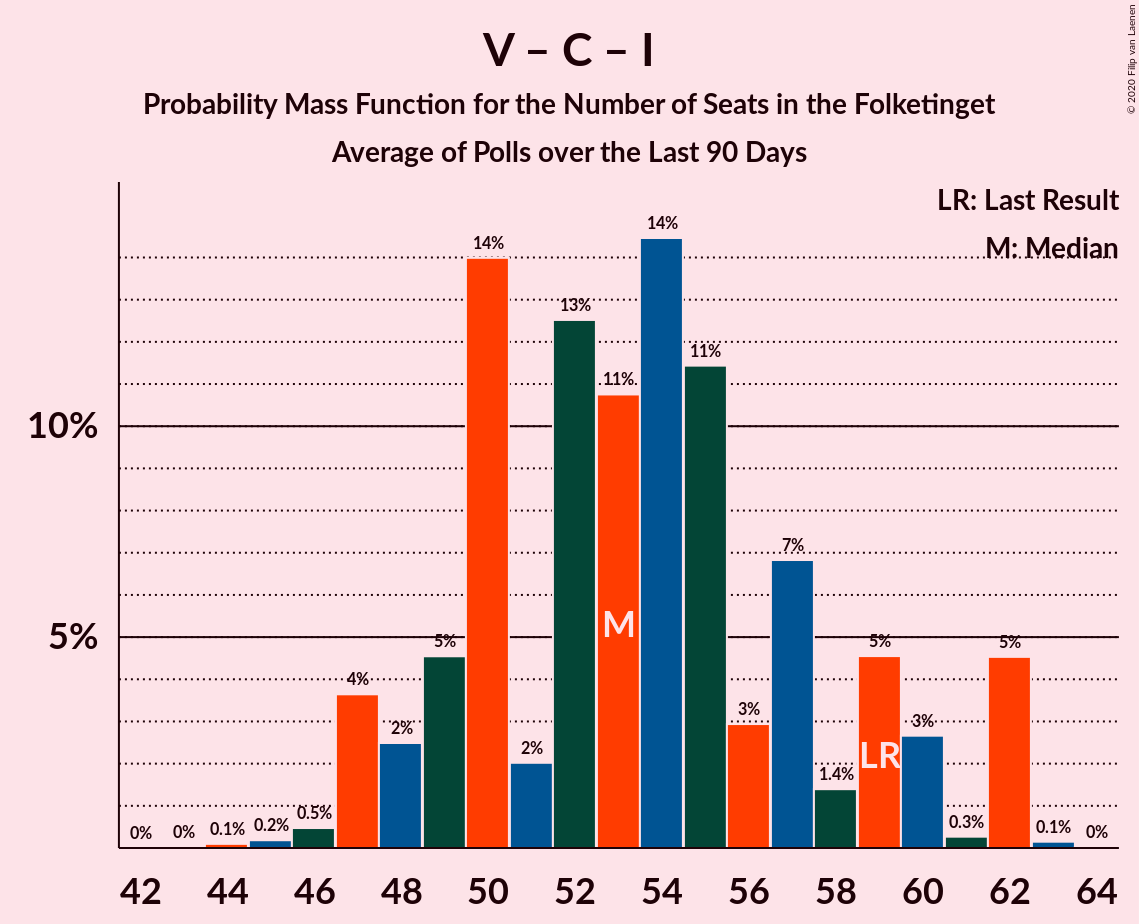 V – C – I
Probability Mass Function for the Number of Seats in the Folketinget
Average of Polls over the Last 90 Days
© 2020 Filip van Laenen
LR: Last Result
M: Median
10%
5%
0% 0% 0.1% 0.2% 0.5% 4% 2% 5% 14% 2% 13% 11% 14% 11% 3% 7% 1.4% 5% 3% 0.3% 5% 0.1% 0%
M
LR
42 44 46 48 50 52 54 56 58 60 62 64